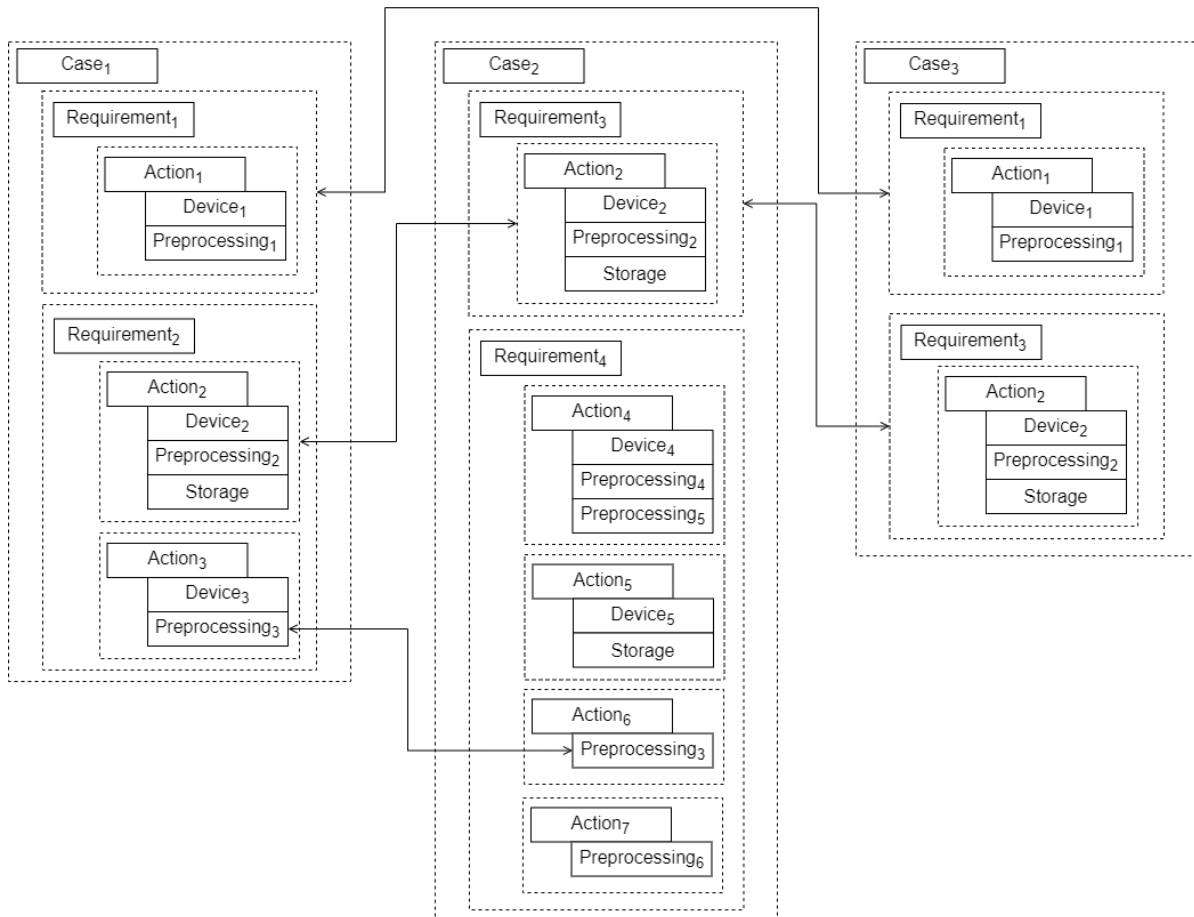 Case₁
Requirement₁
Action₁
Device₁
Preprocessing₁
Requirement₂
Action₂
Device₂
Preprocessing₂
Storage
Action₃
Device₃
Preprocessing₃
Case₂
Requirement₃
Action₂
Device₂
Preprocessing₂
Storage
Requirement₄
Action₄
Device₄
Preprocessing₄
Preprocessing₅
Action₅
Device₅
Storage
Action₆
Preprocessing₃
Action₇
Preprocessing₆
Case₃
Requirement₁
Action₁
Device₁
Preprocessing₁
Requirement₃
Action₂
Device₂
Preprocessing₂
Storage